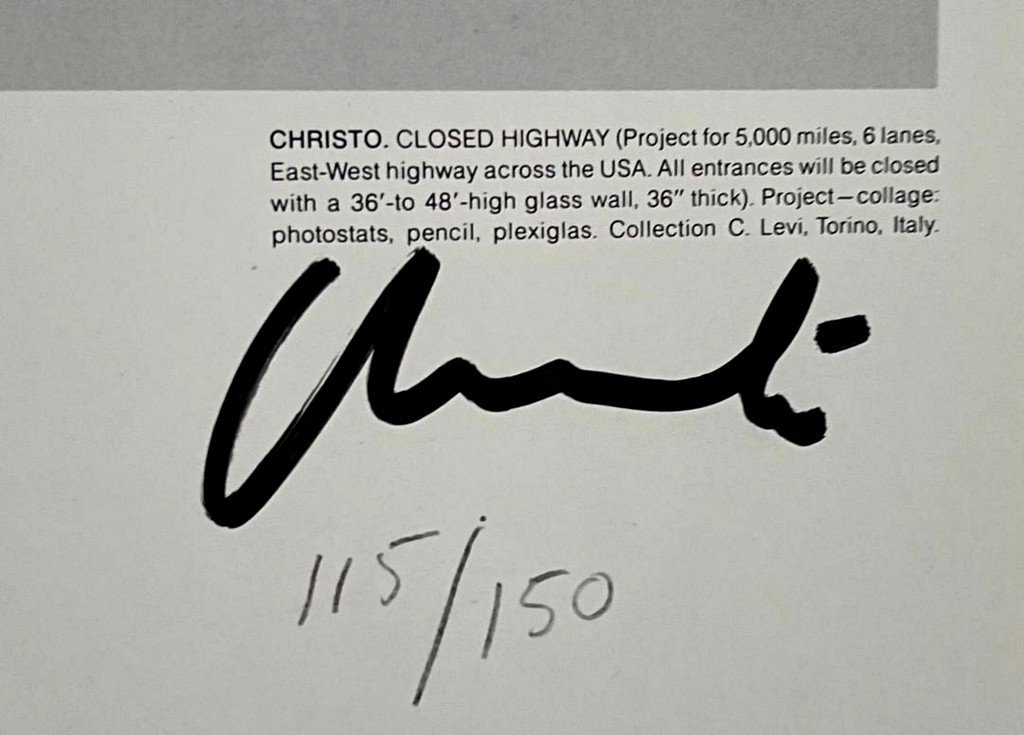 CHRISTO. CLOSED HIGHWAY (Project for 5,000 miles, 6 lanes,
East-West highway across the USA. All entrances will be closed
with a 36′-to 48′-high glass wall, 36″ thick). Project—collage:
photostats, pencil, plexiglas. Collection C. Levi, Torino, Italy.
Christo
115/150